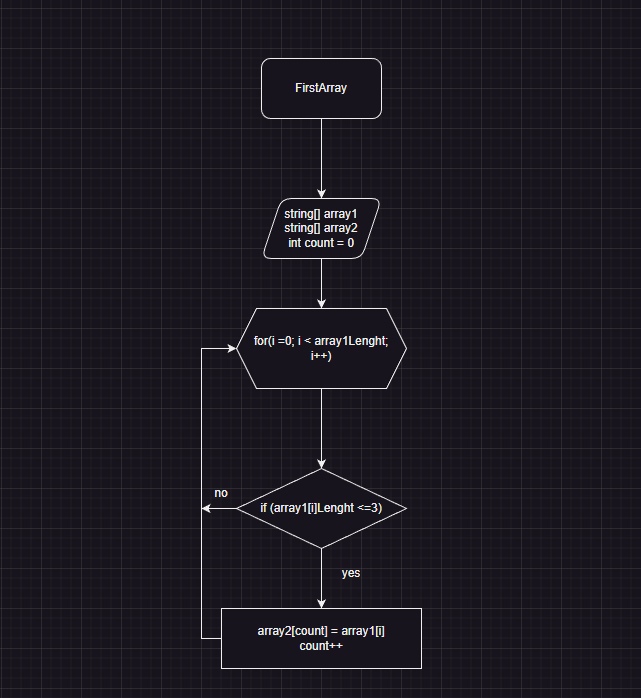 FirstArray
string[] array1
string[] array2
int count = 0
for(i =0; i < array1Lenght;
i++)
no
if (array1[i]Lenght <=3)
yes
array2[count] = array1[i]
count++